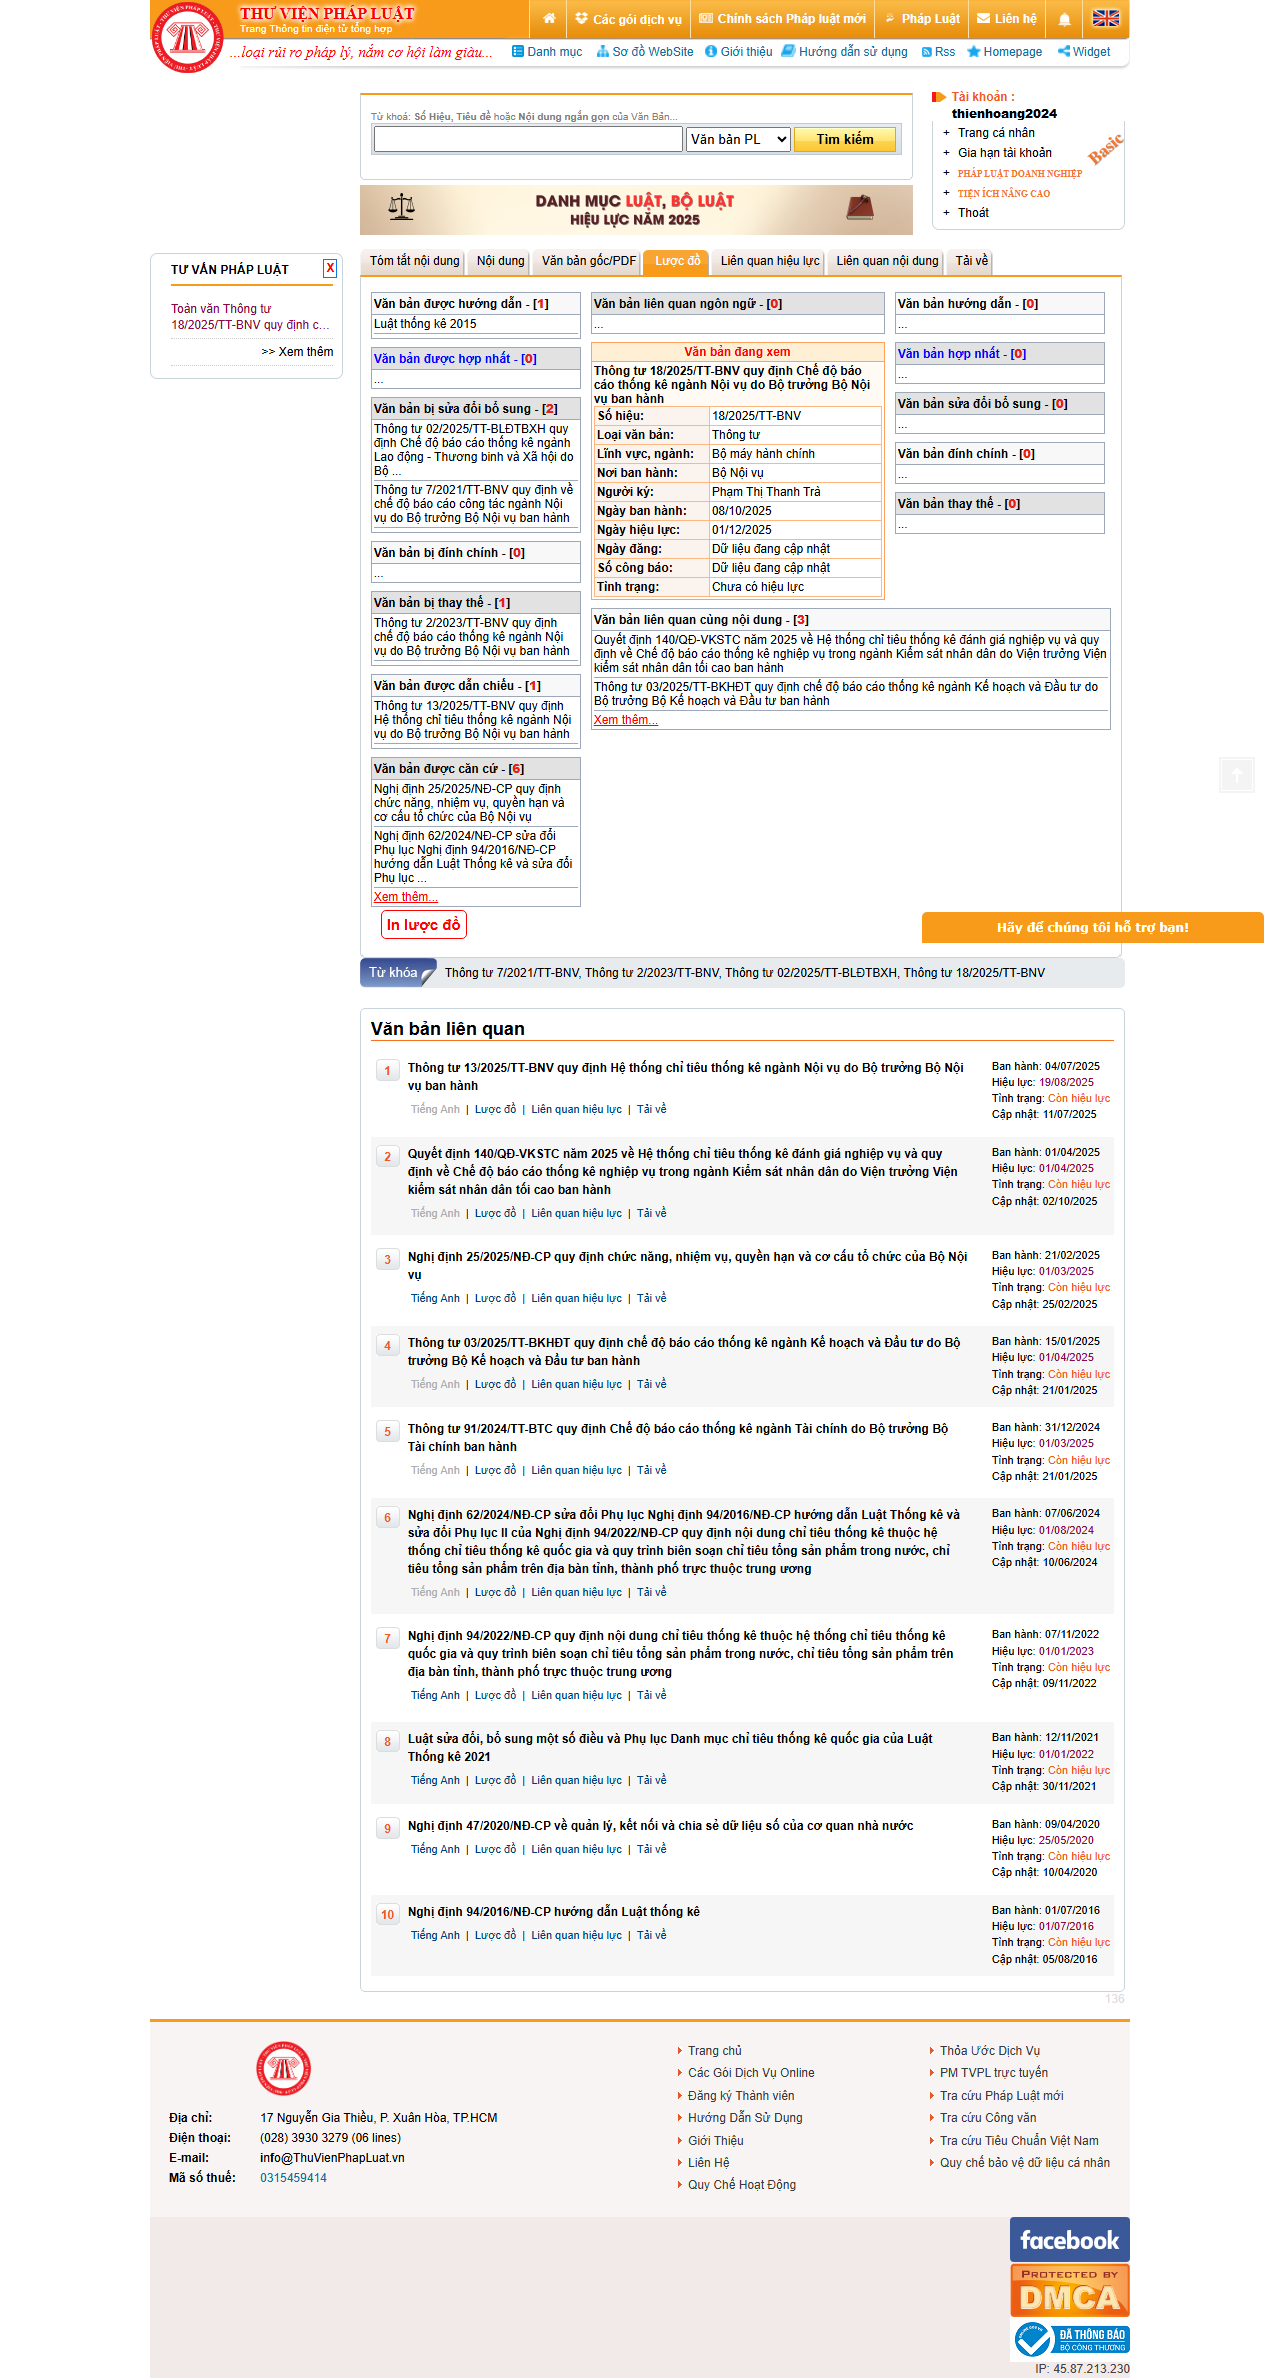 THƯ VIỆN PHÁP LUẬT
Trang Thông tin điện tử tổng hợp
...loại rủi ro pháp lý, nắm cơ hội làm giàu...
Các gói dịch vụ
Chính sách Pháp luật mới
Pháp Luật
Liên hệ
Danh mục
Sơ đồ WebSite
Giới thiệu
Hướng dẫn sử dụng
Rss
Homepage
Widget
Từ khoá: Số Hiệu, Tiêu đề hoặc Nội dung ngắn gọn của Văn Bản...
Văn bản PL
Tìm kiếm
DANH MỤC LUẬT, BỘ LUẬT
HIỆU LỰC NĂM 2025
Tài khoản :
thienhoang2024
+ Trang cá nhân
+ Gia hạn tài khoản
+ PHÁP LUẬT DOANH NGHIỆP
+ TIỆN ÍCH NÂNG CAO
+ Thoát
Basic
TƯ VẤN PHÁP LUẬT
X
Toàn văn Thông tư
18/2025/TT-BNV quy định c...
>> Xem thêm
Tóm tắt nội dung
Nội dung
Văn bản gốc/PDF
Lược đồ
Liên quan hiệu lực
Liên quan nội dung
Tải về
Văn bản được hướng dẫn - [1]
Luật thống kê 2015
Văn bản được hợp nhất - [0]
...
Văn bản bị sửa đổi bổ sung - [2]
Thông tư 02/2025/TT-BLĐTBXH quy
định Chế độ báo cáo thống kê ngành
Lao động - Thương binh và Xã hội do
Bộ ...
Thông tư 7/2021/TT-BNV quy định về
chế độ báo cáo công tác ngành Nội
vụ do Bộ trưởng Bộ Nội vụ ban hành
Văn bản bị đính chính - [0]
...
Văn bản bị thay thế - [1]
Thông tư 2/2023/TT-BNV quy định
chế độ báo cáo thống kê ngành Nội
vụ do Bộ trưởng Bộ Nội vụ ban hành
Văn bản được dẫn chiếu - [1]
Thông tư 13/2025/TT-BNV quy định
Hệ thống chỉ tiêu thống kê ngành Nội
vụ do Bộ trưởng Bộ Nội vụ ban hành
Văn bản được căn cứ - [6]
Nghị định 25/2025/NĐ-CP quy định
chức năng, nhiệm vụ, quyền hạn và
cơ cấu tổ chức của Bộ Nội vụ
Nghị định 62/2024/NĐ-CP sửa đổi
Phụ lục Nghị định 94/2016/NĐ-CP
hướng dẫn Luật Thống kê và sửa đổi
Phụ lục ...
Xem thêm...
In lược đồ
Văn bản liên quan ngôn ngữ - [0]
...
Văn bản đang xem
Thông tư 18/2025/TT-BNV quy định Chế độ báo
cáo thống kê ngành Nội vụ do Bộ trưởng Bộ Nội
vụ ban hành
Số hiệu: 18/2025/TT-BNV
Loại văn bản: Thông tư
Lĩnh vực, ngành: Bộ máy hành chính
Nơi ban hành: Bộ Nội vụ
Người ký: Phạm Thị Thanh Trà
Ngày ban hành: 08/10/2025
Ngày hiệu lực: 01/12/2025
Ngày đăng: Dữ liệu đang cập nhật
Số công báo: Dữ liệu đang cập nhật
Tình trạng: Chưa có hiệu lực
Văn bản hướng dẫn - [0]
...
Văn bản hợp nhất - [0]
...
Văn bản sửa đổi bổ sung - [0]
...
Văn bản đính chính - [0]
...
Văn bản thay thế - [0]
...
Văn bản liên quan cùng nội dung - [3]
Quyết định 140/QĐ-VKSTC năm 2025 về Hệ thống chỉ tiêu thống kê đánh giá nghiệp vụ và quy
định về Chế độ báo cáo thống kê nghiệp vụ trong ngành Kiểm sát nhân dân do Viện trưởng Viện
kiểm sát nhân dân tối cao ban hành
Thông tư 03/2025/TT-BKHĐT quy định chế độ báo cáo thống kê ngành Kế hoạch và Đầu tư do
Bộ trưởng Bộ Kế hoạch và Đầu tư ban hành
Xem thêm...
Hãy để chúng tôi hỗ trợ bạn!
Từ khóa
Thông tư 7/2021/TT-BNV, Thông tư 2/2023/TT-BNV, Thông tư 02/2025/TT-BLĐTBXH, Thông tư 18/2025/TT-BNV
Văn bản liên quan
1
Thông tư 13/2025/TT-BNV quy định Hệ thống chỉ tiêu thống kê ngành Nội vụ do Bộ trưởng Bộ Nội
vụ ban hành
Tiếng Anh | Lược đồ | Liên quan hiệu lực | Tải về
Ban hành: 04/07/2025
Hiệu lực: 19/08/2025
Tình trạng: Còn hiệu lực
Cập nhật: 11/07/2025
2
Quyết định 140/QĐ-VKSTC năm 2025 về Hệ thống chỉ tiêu thống kê đánh giá nghiệp vụ và quy
định về Chế độ báo cáo thống kê nghiệp vụ trong ngành Kiểm sát nhân dân do Viện trưởng Viện
kiểm sát nhân dân tối cao ban hành
Tiếng Anh | Lược đồ | Liên quan hiệu lực | Tải về
Ban hành: 01/04/2025
Hiệu lực: 01/04/2025
Tình trạng: Còn hiệu lực
Cập nhật: 02/10/2025
3
Nghị định 25/2025/NĐ-CP quy định chức năng, nhiệm vụ, quyền hạn và cơ cấu tổ chức của Bộ Nội
vụ
Tiếng Anh | Lược đồ | Liên quan hiệu lực | Tải về
Ban hành: 21/02/2025
Hiệu lực: 01/03/2025
Tình trạng: Còn hiệu lực
Cập nhật: 25/02/2025
4
Thông tư 03/2025/TT-BKHĐT quy định chế độ báo cáo thống kê ngành Kế hoạch và Đầu tư do Bộ
trưởng Bộ Kế hoạch và Đầu tư ban hành
Tiếng Anh | Lược đồ | Liên quan hiệu lực | Tải về
Ban hành: 15/01/2025
Hiệu lực: 01/04/2025
Tình trạng: Còn hiệu lực
Cập nhật: 21/01/2025
5
Thông tư 91/2024/TT-BTC quy định Chế độ báo cáo thống kê ngành Tài chính do Bộ trưởng Bộ
Tài chính ban hành
Tiếng Anh | Lược đồ | Liên quan hiệu lực | Tải về
Ban hành: 31/12/2024
Hiệu lực: 01/03/2025
Tình trạng: Còn hiệu lực
Cập nhật: 21/01/2025
6
Nghị định 62/2024/NĐ-CP sửa đổi Phụ lục Nghị định 94/2016/NĐ-CP hướng dẫn Luật Thống kê và
sửa đổi Phụ lục II của Nghị định 94/2022/NĐ-CP quy định nội dung chỉ tiêu thống kê thuộc hệ
thống chỉ tiêu thống kê quốc gia và quy trình biên soạn chỉ tiêu tổng sản phẩm trong nước, chỉ
tiêu tổng sản phẩm trên địa bàn tỉnh, thành phố trực thuộc trung ương
Tiếng Anh | Lược đồ | Liên quan hiệu lực | Tải về
Ban hành: 07/06/2024
Hiệu lực: 01/08/2024
Tình trạng: Còn hiệu lực
Cập nhật: 10/06/2024
7
Nghị định 94/2022/NĐ-CP quy định nội dung chỉ tiêu thống kê thuộc hệ thống chỉ tiêu thống kê
quốc gia và quy trình biên soạn chỉ tiêu tổng sản phẩm trong nước, chỉ tiêu tổng sản phẩm trên
địa bàn tỉnh, thành phố trực thuộc trung ương
Tiếng Anh | Lược đồ | Liên quan hiệu lực | Tải về
Ban hành: 07/11/2022
Hiệu lực: 01/01/2023
Tình trạng: Còn hiệu lực
Cập nhật: 09/11/2022
8
Luật sửa đổi, bổ sung một số điều và Phụ lục Danh mục chỉ tiêu thống kê quốc gia của Luật
Thống kê 2021
Tiếng Anh | Lược đồ | Liên quan hiệu lực | Tải về
Ban hành: 12/11/2021
Hiệu lực: 01/01/2022
Tình trạng: Còn hiệu lực
Cập nhật: 30/11/2021
9
Nghị định 47/2020/NĐ-CP về quản lý, kết nối và chia sẻ dữ liệu số của cơ quan nhà nước
Tiếng Anh | Lược đồ | Liên quan hiệu lực | Tải về
Ban hành: 09/04/2020
Hiệu lực: 25/05/2020
Tình trạng: Còn hiệu lực
Cập nhật: 10/04/2020
10
Nghị định 94/2016/NĐ-CP hướng dẫn Luật thống kê
Tiếng Anh | Lược đồ | Liên quan hiệu lực | Tải về
Ban hành: 01/07/2016
Hiệu lực: 01/07/2016
Tình trạng: Còn hiệu lực
Cập nhật: 05/08/2016
136
Địa chỉ: 17 Nguyễn Gia Thiều, P. Xuân Hòa, TP.HCM
Điện thoại: (028) 3930 3279 (06 lines)
E-mail: info@ThuVienPhapLuat.vn
Mã số thuế: 0315459414
Trang chủ
Các Gói Dịch Vụ Online
Đăng ký Thành viên
Hướng Dẫn Sử Dụng
Giới Thiệu
Liên Hệ
Quy Chế Hoạt Động
Thỏa Ước Dịch Vụ
PM TVPL trực tuyến
Tra cứu Pháp Luật mới
Tra cứu Công văn
Tra cứu Tiêu Chuẩn Việt Nam
Quy chế bảo vệ dữ liệu cá nhân
facebook
PROTECTED BY
DMCA
ĐÃ THÔNG BÁO
BỘ CÔNG THƯƠNG
IP: 45.87.213.230